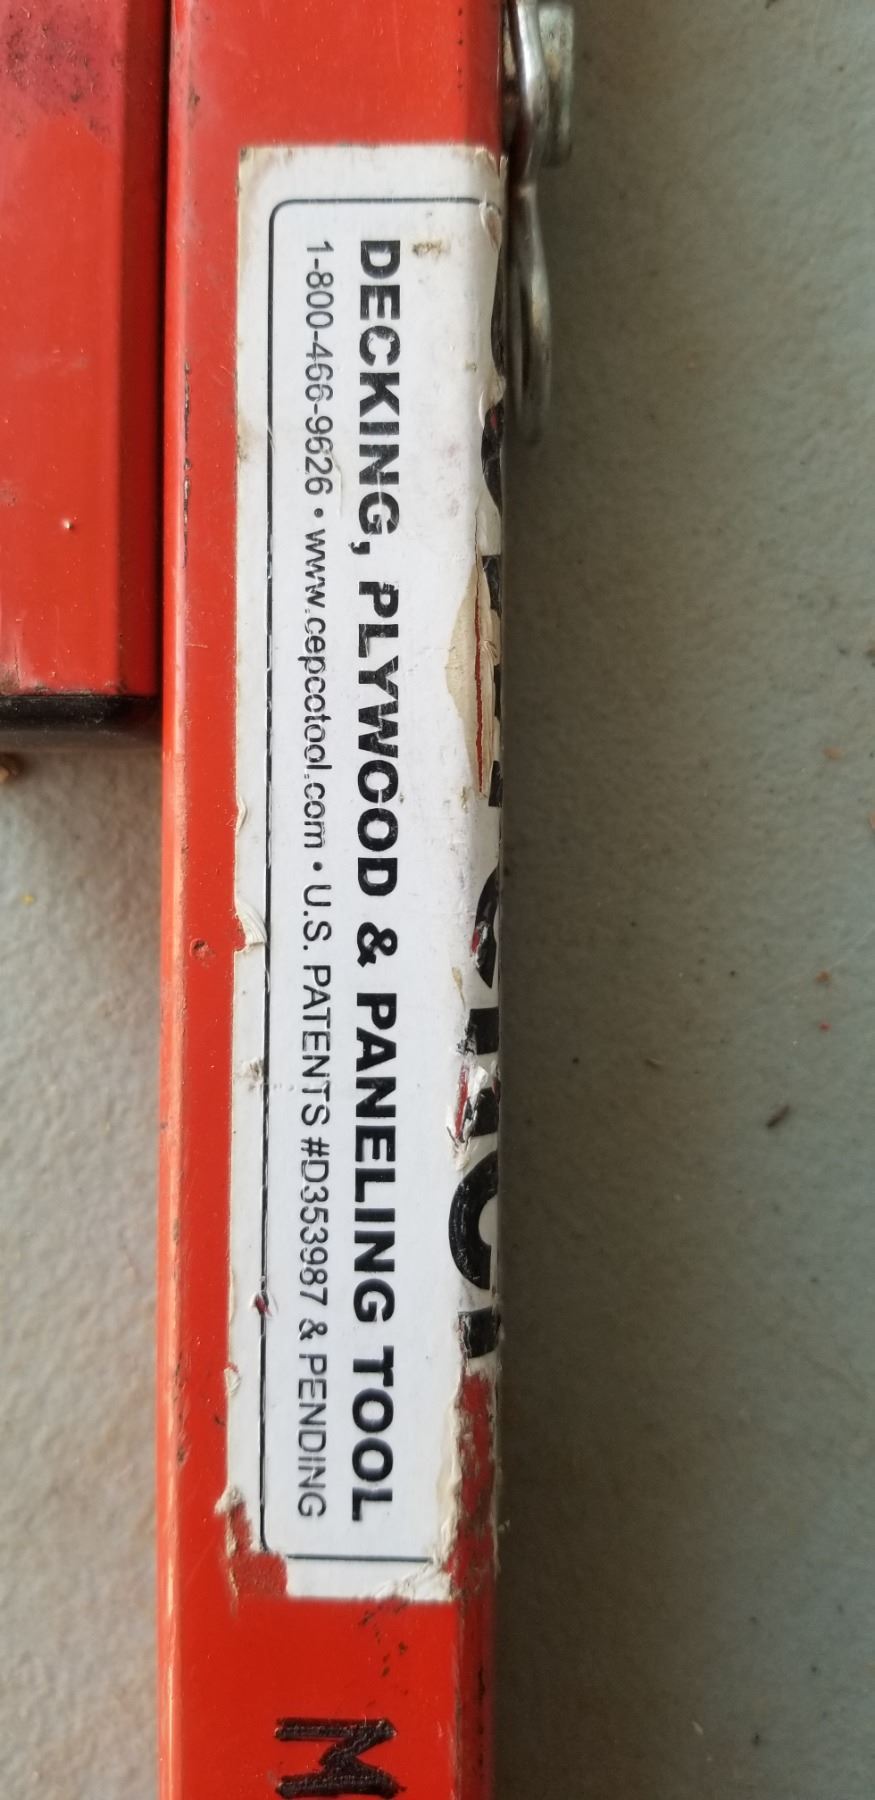 DECKING, PLYWOOD & PANELING TOOL
1-800-466-9626 • www.cepcotool.com • U.S. PATENTS #D353987 & PENDING
M